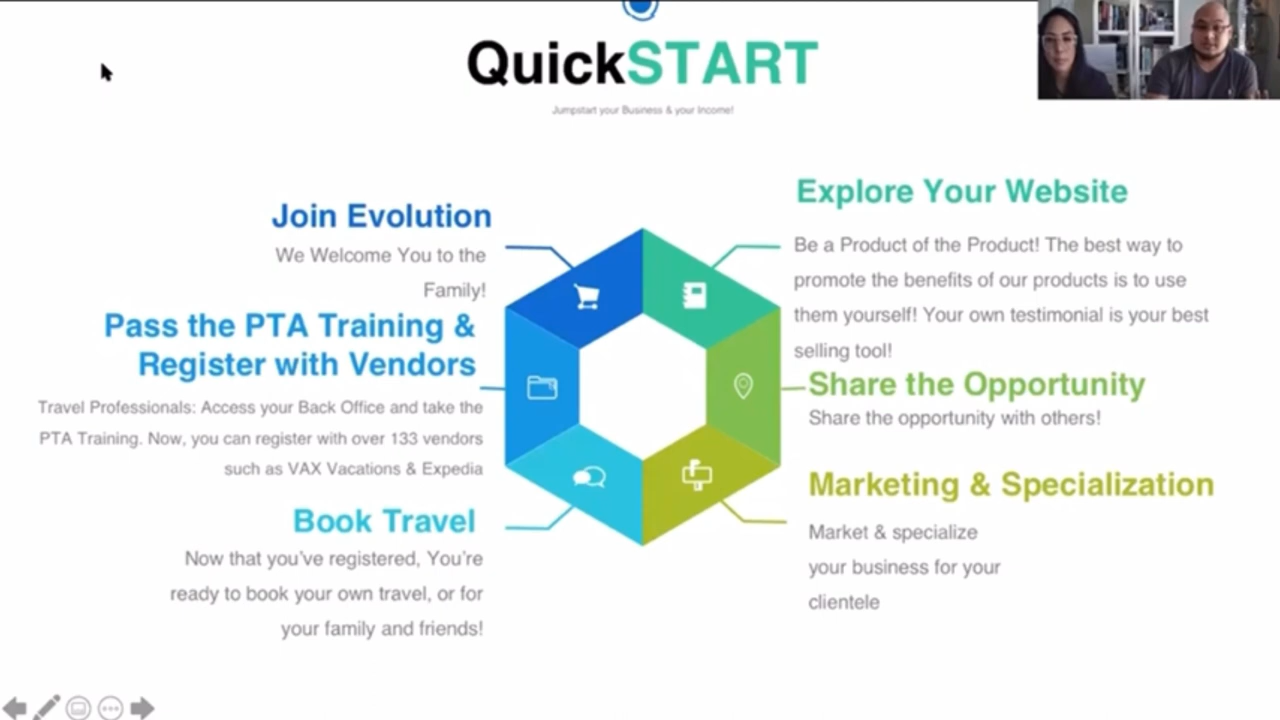 QuickSTART
Jumpstart your Business & your Income!
Join Evolution
We Welcome You to the
Family!
Pass the PTA Training &
Register with Vendors
Travel Professionals: Access your Back Office and take the
PTA Training. Now, you can register with over 133 vendors
such as VAX Vacations & Expedia
Book Travel
Now that you've registered, You're
ready to book your own travel, or for
your family and friends!
Explore Your Website
Be a Product of the Product! The best way to
promote the benefits of our products is to use
them yourself! Your own testimonial is your best
selling tool!
Share the Opportunity
Share the opportunity with others!
Marketing & Specialization
Market & specialize
your business for your
clientele